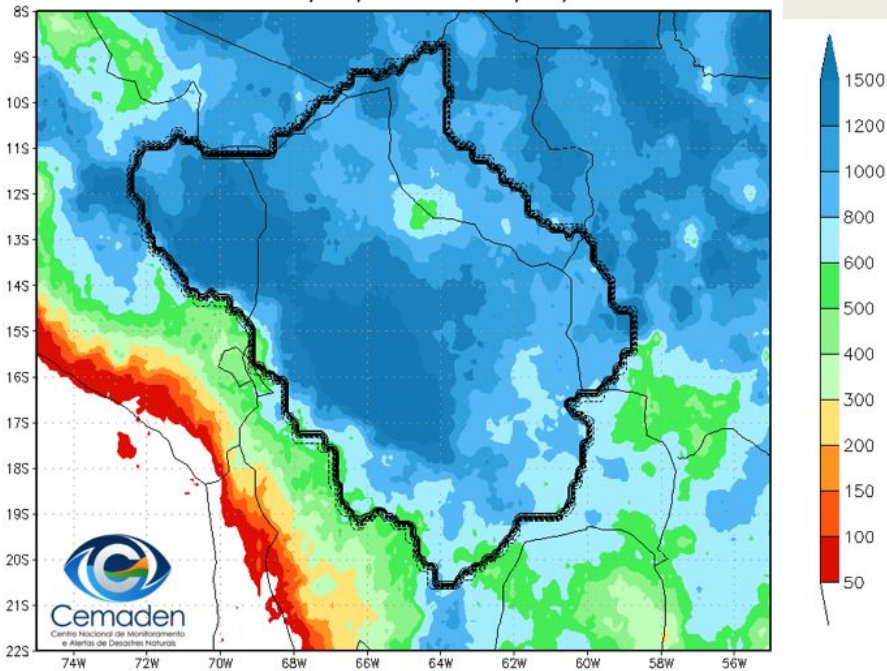 8S
9S
10S
11S
12S
13S
14S
15S
16S
17S
18S
19S
20S
21S
22S
74W 72W 70W 68W 66W 64W 62W 60W 58W 56W
1500
1200
1000
800
600
500
400
300
200
150
100
50
Cemaden
Centro Nacional de Monitoramento
e Alertas de Desastres Naturais